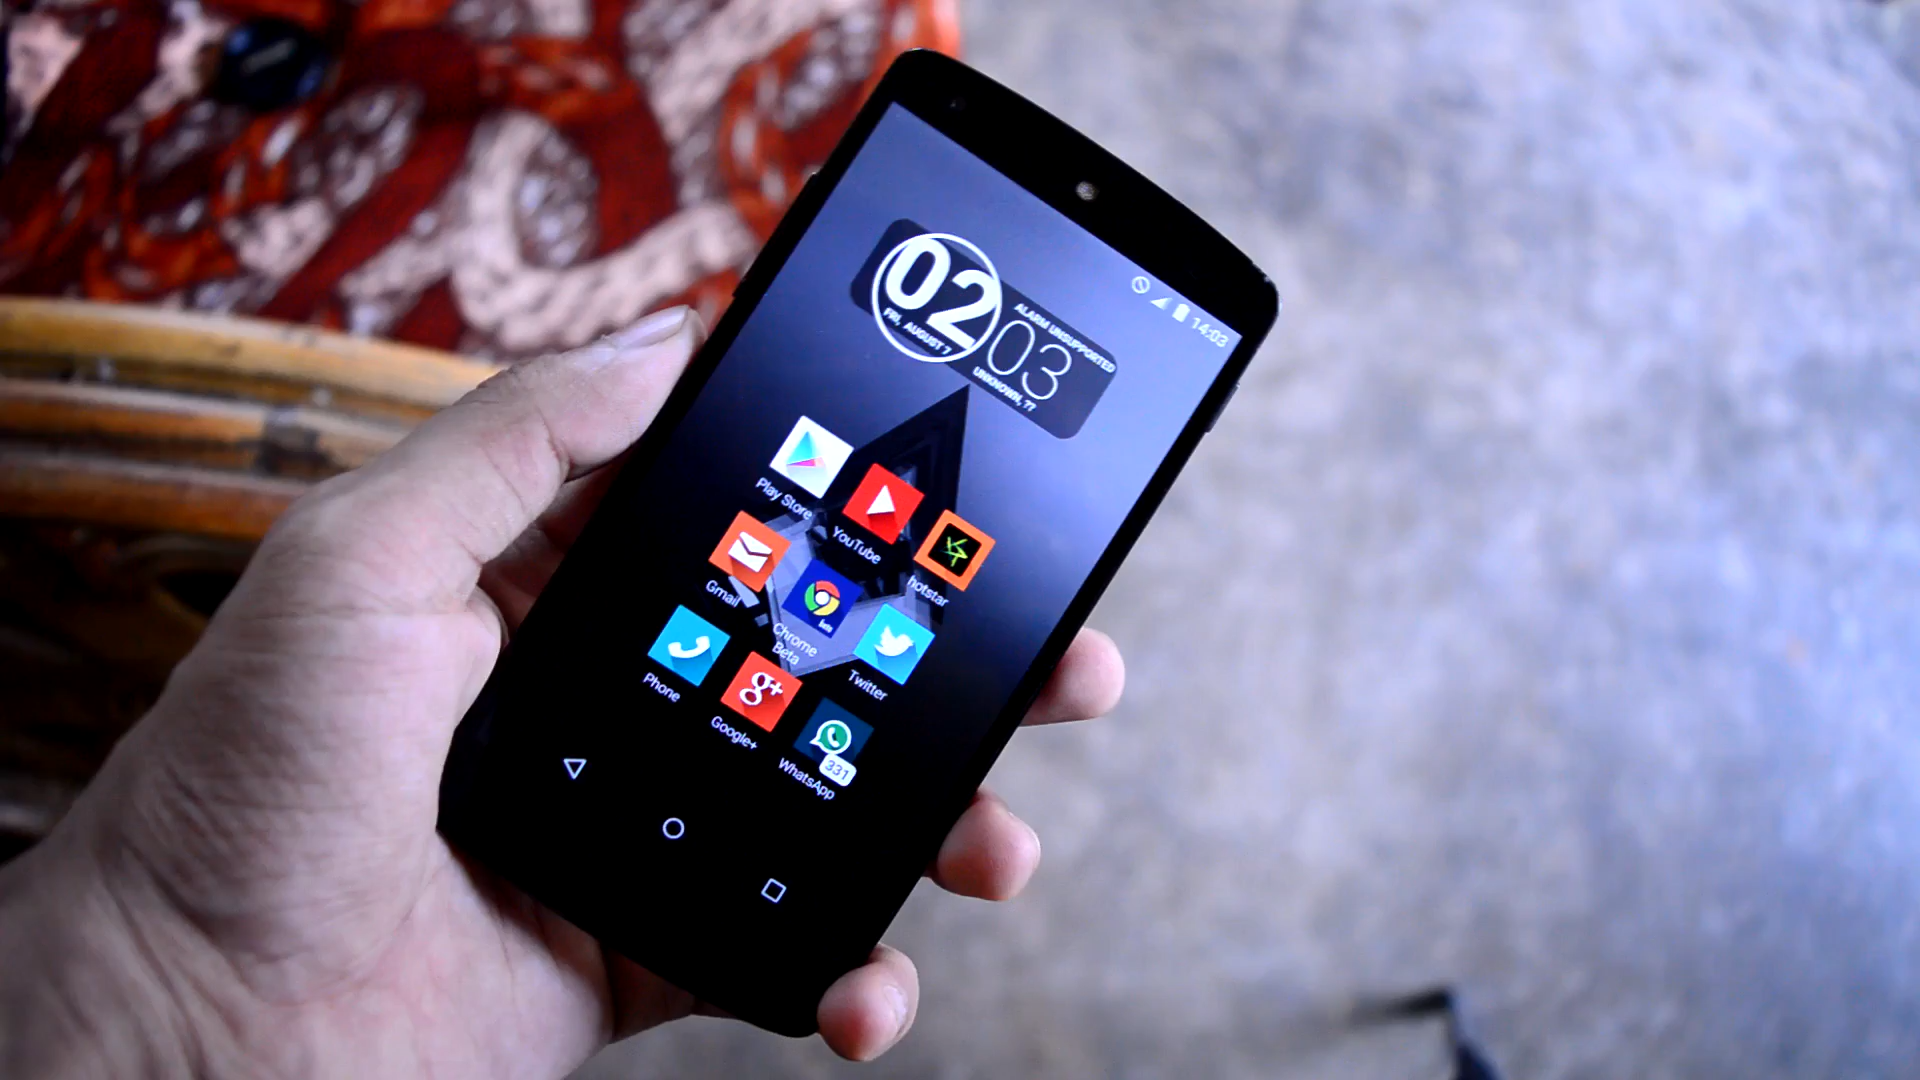 14:03
02
FRI, AUGUST 7
ALARM UNSUPPORTED
03
UNKNOWN, ??
Play Store
YouTube
hotstar
Gmail
Chrome
Beta
beta
Twitter
Phone
g+
Google+
331
WhatsApp